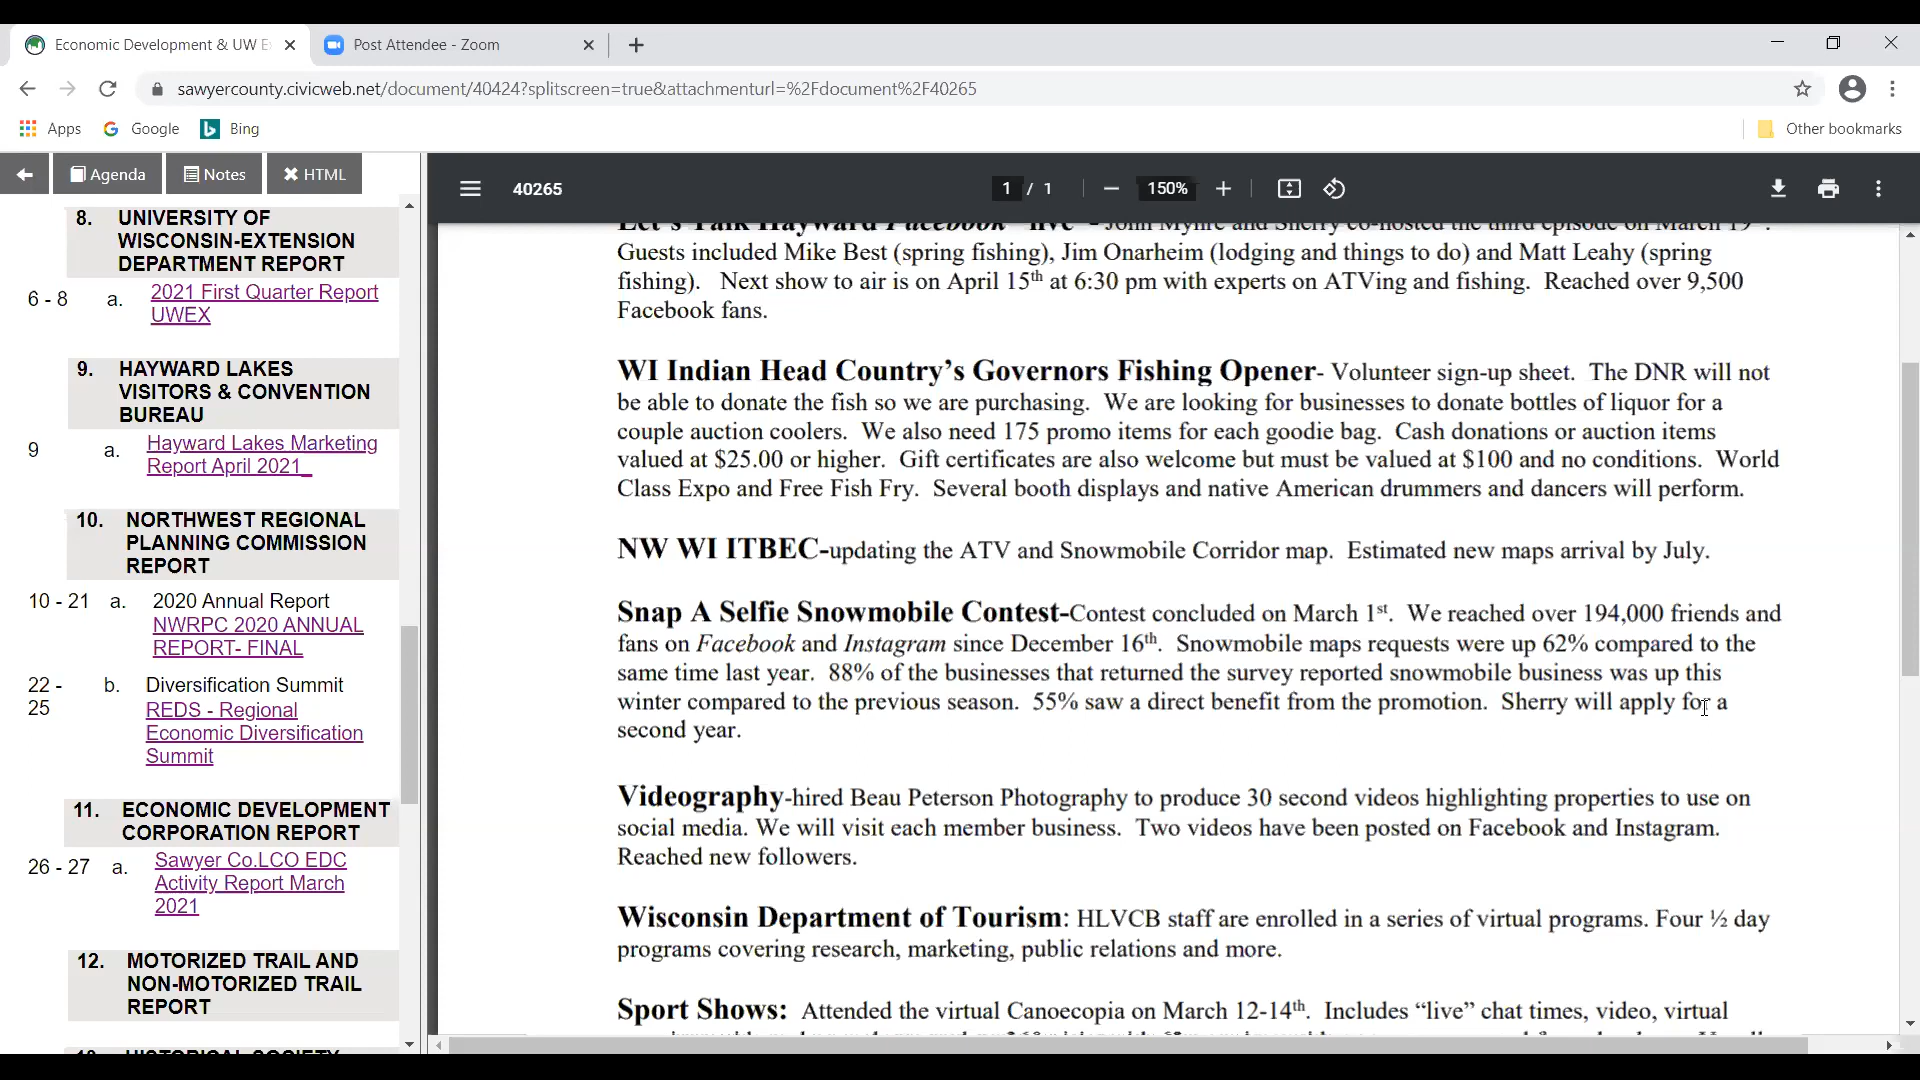 Economic Development & UW E
Post Attendee - Zoom
sawyercounty.civicweb.net/document/40424?splitscreen=true&attachmenturl=%2Fdocument%2F40265
Apps
Google
Bing
Other bookmarks
Agenda
Notes
HTML
8. UNIVERSITY OF
WISCONSIN-EXTENSION
DEPARTMENT REPORT
6 - 8 a. 2021 First Quarter Report
UWEX
9. HAYWARD LAKES
VISITORS & CONVENTION
BUREAU
9 a. Hayward Lakes Marketing
Report April 2021_
10. NORTHWEST REGIONAL
PLANNING COMMISSION
REPORT
10 - 21 a. 2020 Annual Report
NWRPC 2020 ANNUAL
REPORT- FINAL
22 - b. Diversification Summit
25 REDS - Regional
Economic Diversification
Summit
11. ECONOMIC DEVELOPMENT
CORPORATION REPORT
26 - 27 a. Sawyer Co.LCO EDC
Activity Report March
2021
12. MOTORIZED TRAIL AND
NON-MOTORIZED TRAIL
REPORT
HISTORICAL SOCIETY
40265
1 / 1
150%
Let's Talk Hayward Facebook "live" - John Myhre and Sherry co-hosted the third episode on March 19th.
Guests included Mike Best (spring fishing), Jim Onarheim (lodging and things to do) and Matt Leahy (spring
fishing). Next show to air is on April 15th at 6:30 pm with experts on ATVing and fishing. Reached over 9,500
Facebook fans.
WI Indian Head Country's Governors Fishing Opener- Volunteer sign-up sheet. The DNR will not
be able to donate the fish so we are purchasing. We are looking for businesses to donate bottles of liquor for a
couple auction coolers. We also need 175 promo items for each goodie bag. Cash donations or auction items
valued at $25.00 or higher. Gift certificates are also welcome but must be valued at $100 and no conditions. World
Class Expo and Free Fish Fry. Several booth displays and native American drummers and dancers will perform.
NW WI ITBEC-updating the ATV and Snowmobile Corridor map. Estimated new maps arrival by July.
Snap A Selfie Snowmobile Contest-Contest concluded on March 1st. We reached over 194,000 friends and
fans on Facebook and Instagram since December 16th. Snowmobile maps requests were up 62% compared to the
same time last year. 88% of the businesses that returned the survey reported snowmobile business was up this
winter compared to the previous season. 55% saw a direct benefit from the promotion. Sherry will apply for a
second year.
Videography-hired Beau Peterson Photography to produce 30 second videos highlighting properties to use on
social media. We will visit each member business. Two videos have been posted on Facebook and Instagram.
Reached new followers.
Wisconsin Department of Tourism: HLVCB staff are enrolled in a series of virtual programs. Four ½ day
programs covering research, marketing, public relations and more.
Sport Shows: Attended the virtual Canoecopia on March 12-14th. Includes "live" chat times, video, virtual